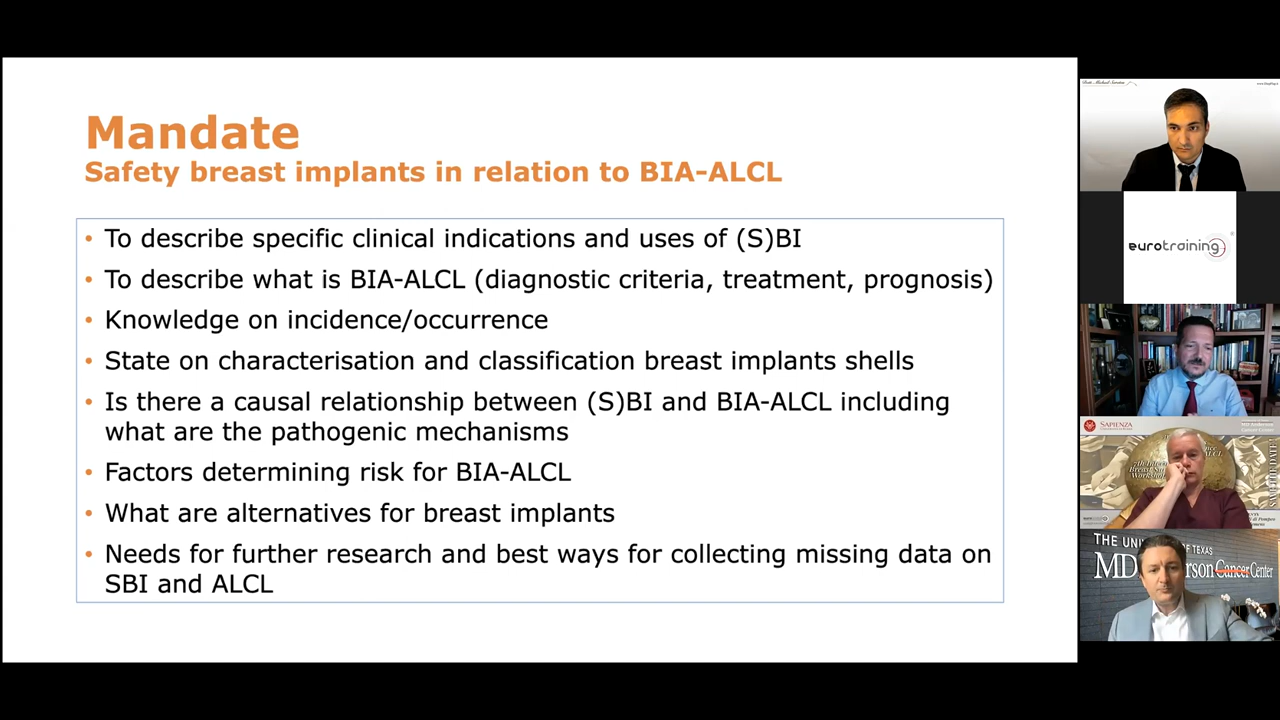 Mandate
Safety breast implants in relation to BIA-ALCL
• To describe specific clinical indications and uses of (S)BI
• To describe what is BIA-ALCL (diagnostic criteria, treatment, prognosis)
• Knowledge on incidence/occurrence
• State on characterisation and classification breast implants shells
• Is there a causal relationship between (S)BI and BIA-ALCL including
what are the pathogenic mechanisms
• Factors determining risk for BIA-ALCL
• What are alternatives for breast implants
• Needs for further research and best ways for collecting missing data on
SBI and ALCL
eurotraining
SAPIENZA
THE UN OF TEXAS
MD rson Cancer Center